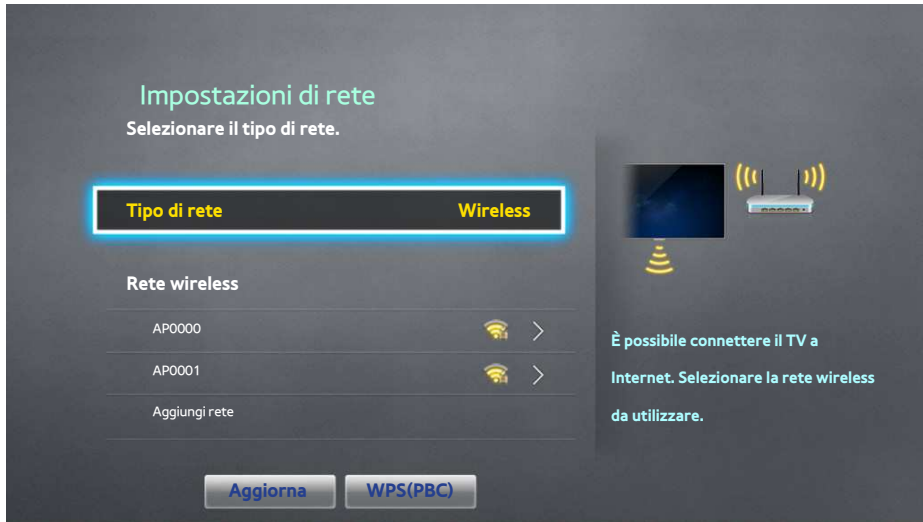 Impostazioni di rete
Selezionare il tipo di rete.
Tipo di rete Wireless
Rete wireless
AP0000
AP0001
Aggiungi rete
Aggiorna WPS(PBC)
È possibile connettere il TV a
Internet. Selezionare la rete wireless
da utilizzare.